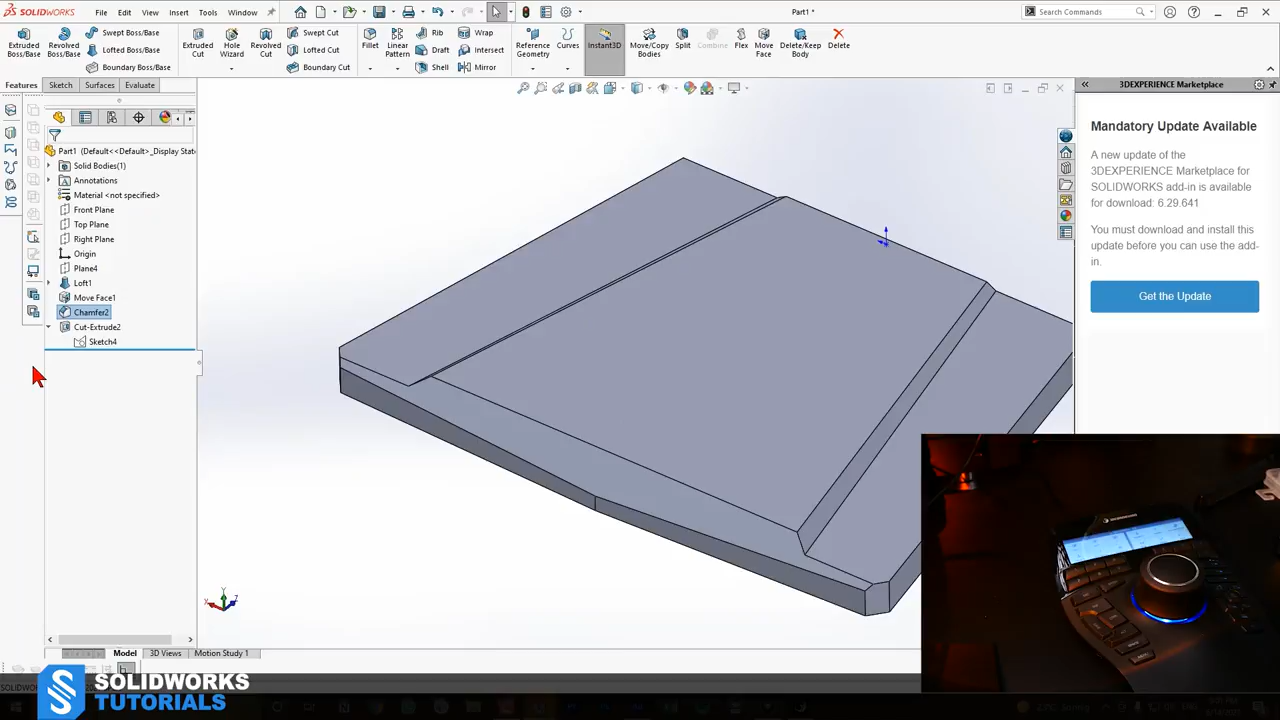 SOLIDWORKS
File
Edit
View
Insert
Tools
Window
Part1 *
Search Commands
Extruded Boss/Base
Revolved Boss/Base
Swept Boss/Base
Lofted Boss/Base
Boundary Boss/Base
Extruded Cut
Hole Wizard
Revolved Cut
Swept Cut
Lofted Cut
Boundary Cut
Fillet
Linear Pattern
Rib
Draft
Shell
Wrap
Intersect
Mirror
Reference Geometry
Curves
Instant3D
Move/Copy Bodies
Split
Combine
Flex
Move Face
Delete/Keep Body
Delete
Features
Sketch
Surfaces
Evaluate
3DEXPERIENCE Marketplace
Mandatory Update Available
A new update of the
3DEXPERIENCE Marketplace for
SOLIDWORKS add-in is available
for download: 6.29.641
You must download and install this
update before you can use the add-
in.
Get the Update
Part1 (Default<<Default>_Display Stat
Solid Bodies(1)
Annotations
Material <not specified>
Front Plane
Top Plane
Right Plane
Origin
Plane4
Loft1
Move Face1
Chamfer2
Cut-Extrude2
Sketch4
Model
3D Views
Motion Study 1
SOLIDWORKS
TUTORIALS